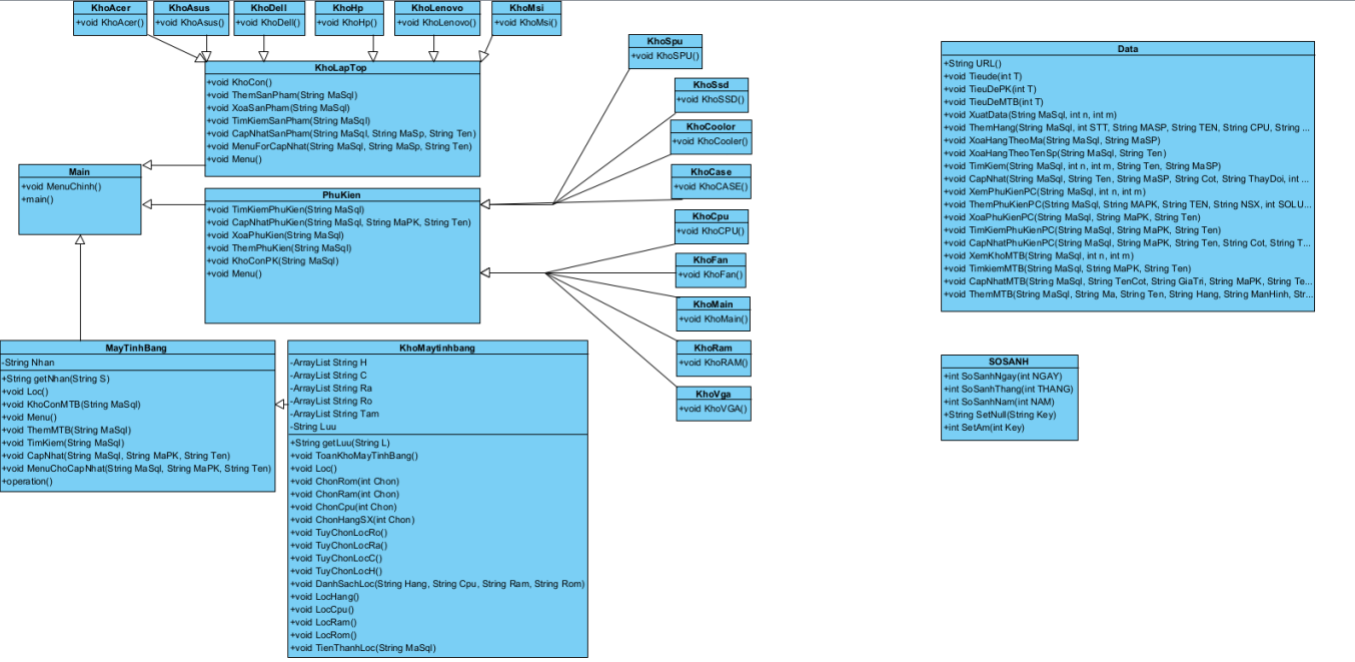 KhoAcer
+void KhoAcer()
KhoAsus
+void KhoAsus()
KhoDell
+void KhoDell()
KhoHp
+void KhoHp()
KhoLenovo
+void KhoLenovo()
KhoMsi
+void KhoMsi()
KhoLapTop
+void KhoCon()
+void ThemSanPham(String MaSql)
+void XoaSanPham(String MaSql)
+void TimKiemSanPham(String MaSql)
+void CapNhatSanPham(String MaSql, String MaSp, String Ten)
+void MenuForCapNhat(String MaSql, String MaSp, String Ten)
+void Menu()
Main
+void MenuChinh()
+main()
PhuKien
+void TimKiemPhuKien(String MaSql)
+void CapNhatPhuKien(String MaSql, String MaPK, String Ten)
+void XoaPhuKien(String MaSql)
+void ThemPhuKien(String MaSql)
+void KhoConPK(String MaSql)
+void Menu()
KhoSpu
+void KhoSPU()
KhoSsd
+void KhoSSD()
KhoCoolor
+void KhoCooler()
KhoCase
+void KhoCASE()
KhoCpu
+void KhoCPU()
KhoFan
+void KhoFan()
KhoMain
+void KhoMain()
KhoRam
+void KhoRAM()
KhoVga
+void KhoVGA()
MayTinhBang
-String Nhan
+String getNhan(String S)
+void Loc()
+void KhoConMTB(String MaSql)
+void Menu()
+void ThemMTB(String MaSql)
+void TimKiem(String MaSql)
+void CapNhat(String MaSql, String MaPK, String Ten)
+void MenuChoCapNhat(String MaSql, String MaPK, String Ten)
+operation()
KhoMaytinhbang
-ArrayList String H
-ArrayList String C
-ArrayList String Ra
-ArrayList String Ro
-ArrayList String Tam
-String Luu
+String getLuu(String L)
+void ToanKhoMayTinhBang()
+void Loc()
+void ChonRom(int Chon)
+void ChonRam(int Chon)
+void ChonCpu(int Chon)
+void ChonHangSX(int Chon)
+void TuyChonLocRo()
+void TuyChonLocRa()
+void TuyChonLocC()
+void TuyChonLocH()
+void DanhSachLoc(String Hang, String Cpu, String Ram, String Rom)
+void LocHang()
+void LocCpu()
+void LocRam()
+void LocRom()
+void TienThanhLoc(String MaSql)
Data
+String URL()
+void Tieude(int T)
+void TieuDePK(int T)
+void TieuDeMTB(int T)
+void XuatData(String MaSql, int n, int m)
+void ThemHang(String MaSql, int STT, String MASP, String TEN, String CPU, String ...
+void XoaHangTheoMa(String MaSql, String MaSP)
+void XoaHangTheoTenSp(String MaSql, String Ten)
+void TimKiem(String MaSql, int n, int m, String Ten, String MaSP)
+void CapNhat(String MaSql, String Ten, String MaSP, String Cot, String ThayDoi, int ...
+void XemPhuKienPC(String MaSql, int n, int m)
+void ThemPhuKienPC(String MaSql, String MAPK, String TEN, String NSX, int SOLU...
+void XoaPhuKienPC(String MaSql, String MaPK, String Ten)
+void TimKiemPhuKienPC(String MaSql, String MaPK, String Ten)
+void CapNhatPhuKienPC(String MaSql, String MaPK, String Ten, String Cot, String T...
+void XemKhoMTB(String MaSql, int n, int m)
+void TimkiemMTB(String MaSql, String MaPK, String Ten)
+void CapNhatMTB(String MaSql, String TenCot, String GiaTri, String MaPK, String Te...
+void ThemMTB(String MaSql, String Ma, String Ten, String Hang, String ManHinh, Str...
SOSANH
+int SoSanhNgay(int NGAY)
+int SoSanhThang(int THANG)
+int SoSanhNam(int NAM)
+String SetNull(String Key)
+int SetAm(int Key)